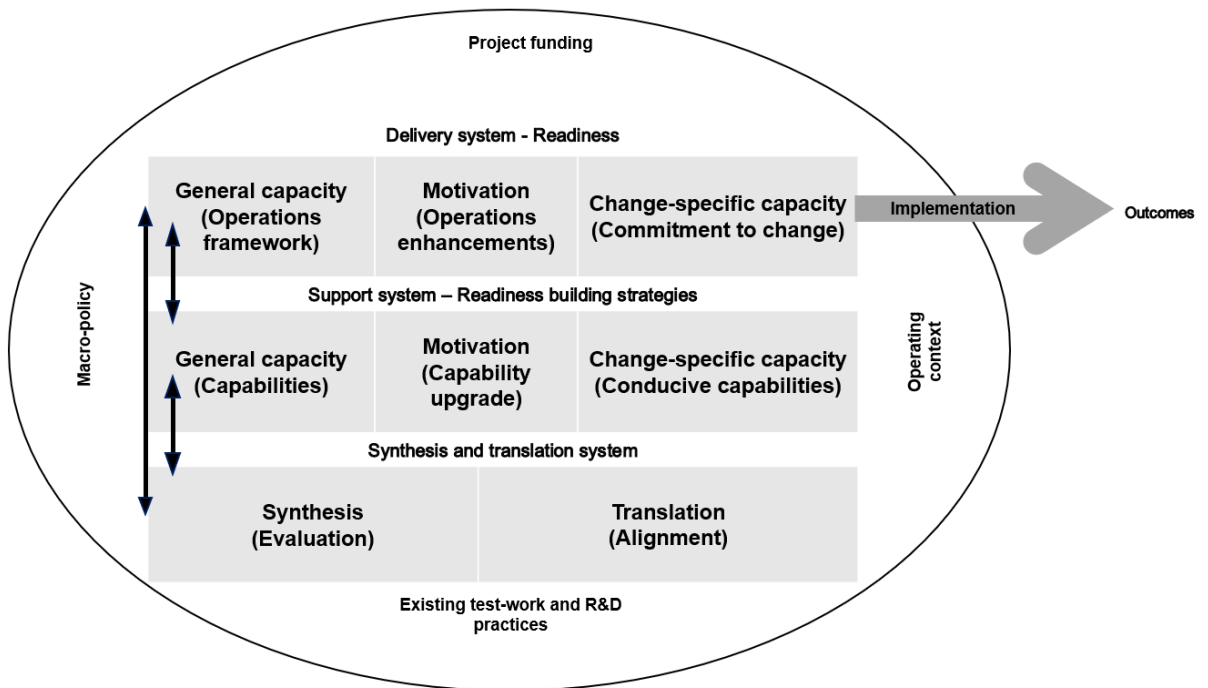 Project funding
Delivery system - Readiness
General capacity
(Operations
framework)
Motivation
(Operations
enhancements)
Change-specific capacity
(Commitment to change)
Implementation
Outcomes
Support system – Readiness building strategies
Macro-policy
General capacity
(Capabilities)
Motivation
(Capability
upgrade)
Change-specific capacity
(Conducive capabilities)
Operating
context
Synthesis and translation system
Synthesis
(Evaluation)
Translation
(Alignment)
Existing test-work and R&D
practices